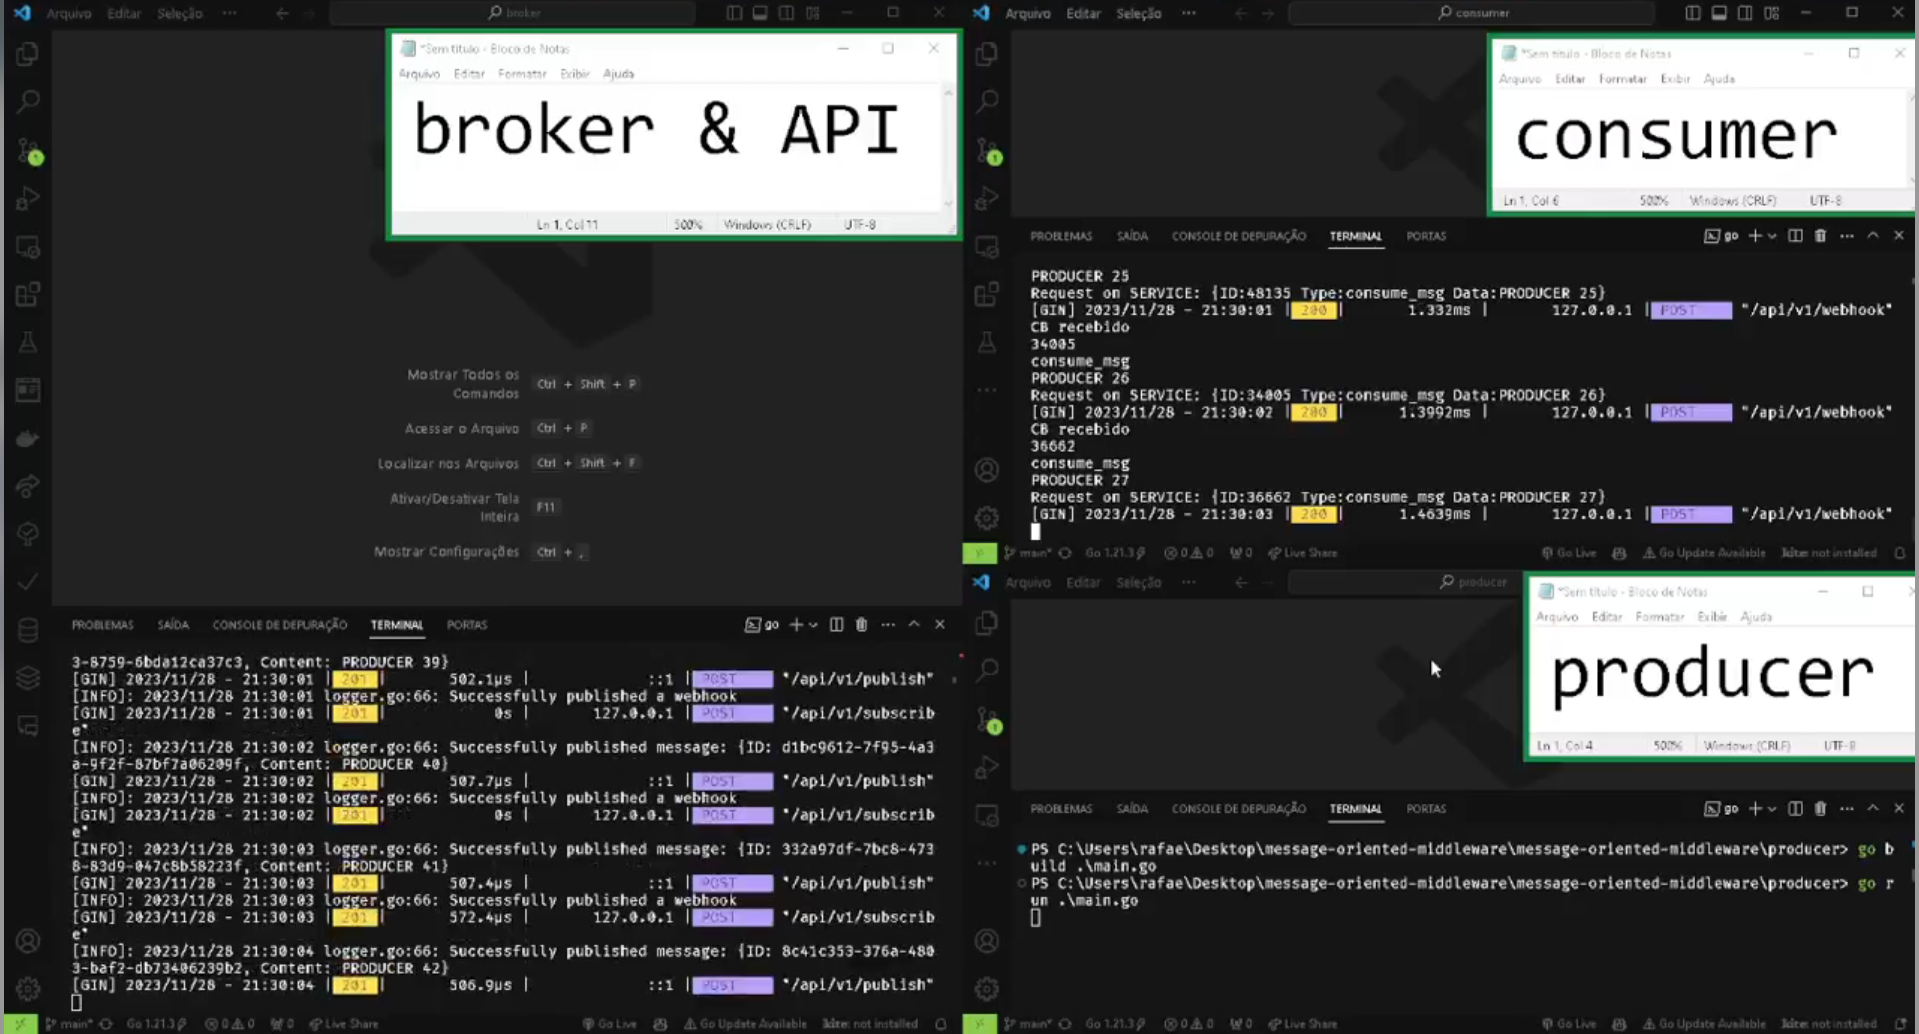 Arquivo Editar Seleção ··· broker
*Sem título - Bloco de Notas
Arquivo Editar Formatar Exibir Ajuda
broker & API
Ln 1, Col 11 500% Windows (CRLF) UTF-8
Mostrar Todos os Comandos Ctrl + Shift + P
Acessar o Arquivo Ctrl + P
Localizar nos Arquivos Ctrl + Shift + F
Ativar/Desativar Tela Inteira F11
Mostrar Configurações Ctrl + ,
PROBLEMAS SAÍDA CONSOLE DE DEPURAÇÃO TERMINAL PORTAS go
3-8759-6bda12ca37c3, Content: PRODUCER 39}
[GIN] 2023/11/28 - 21:30:01 | 201 | 502.1µs | ::1 | POST "/api/v1/publish"
[INFO]: 2023/11/28 21:30:01 logger.go:66: Successfully published a webhook
[GIN] 2023/11/28 - 21:30:01 | 201 | 0s | 127.0.0.1 | POST "/api/v1/subscrib
e"
[INFO]: 2023/11/28 21:30:02 logger.go:66: Successfully published message: {ID: d1bc9612-7f95-4a3
a-9f2f-87bf7a06209f, Content: PRODUCER 40}
[GIN] 2023/11/28 - 21:30:02 | 201 | 507.7µs | ::1 | POST "/api/v1/publish"
[INFO]: 2023/11/28 21:30:02 logger.go:66: Successfully published a webhook
[GIN] 2023/11/28 - 21:30:02 | 201 | 0s | 127.0.0.1 | POST "/api/v1/subscrib
e"
[INFO]: 2023/11/28 21:30:03 logger.go:66: Successfully published message: {ID: 332a97df-7bc8-473
8-83d9-047c8b58223f, Content: PRODUCER 41}
[GIN] 2023/11/28 - 21:30:03 | 201 | 507.4µs | ::1 | POST "/api/v1/publish"
[INFO]: 2023/11/28 21:30:03 logger.go:66: Successfully published a webhook
[GIN] 2023/11/28 - 21:30:03 | 201 | 572.4µs | 127.0.0.1 | POST "/api/v1/subscrib
e"
[INFO]: 2023/11/28 21:30:04 logger.go:66: Successfully published message: {ID: 8c41c353-376a-480
3-baf2-db73406239b2, Content: PRODUCER 42}
[GIN] 2023/11/28 - 21:30:04 | 201 | 506.9µs | ::1 | POST "/api/v1/publish"
main* Go 1.21.3 0 0 0 Live Share Go Live Go Update Available kite: not installed
Arquivo Editar Seleção ··· consumer
*Sem título - Bloco de Notas
Arquivo Editar Formatar Exibir Ajuda
consumer
Ln 1, Col 6 500% Windows (CRLF) UTF-8
PROBLEMAS SAÍDA CONSOLE DE DEPURAÇÃO TERMINAL PORTAS go
PRODUCER 25
Request on SERVICE: {ID:48135 Type:consume_msg Data:PRODUCER 25}
[GIN] 2023/11/28 - 21:30:01 | 200 | 1.332ms | 127.0.0.1 | POST "/api/v1/webhook"
CB recebido
34005
consume_msg
PRODUCER 26
Request on SERVICE: {ID:34005 Type:consume_msg Data:PRODUCER 26}
[GIN] 2023/11/28 - 21:30:02 | 200 | 1.3992ms | 127.0.0.1 | POST "/api/v1/webhook"
CB recebido
36662
consume_msg
PRODUCER 27
Request on SERVICE: {ID:36662 Type:consume_msg Data:PRODUCER 27}
[GIN] 2023/11/28 - 21:30:03 | 200 | 1.4639ms | 127.0.0.1 | POST "/api/v1/webhook"
main* Go 1.21.3 0 0 0 Live Share Go Live Go Update Available kite: not installed
Arquivo Editar Seleção ··· producer
*Sem título - Bloco de Notas
Arquivo Editar Formatar Exibir Ajuda
producer
Ln 1, Col 4 500% Windows (CRLF) UTF-8
PROBLEMAS SAÍDA CONSOLE DE DEPURAÇÃO TERMINAL PORTAS go
PS C:\Users\rafae\Desktop\message-oriented-middleware\message-oriented-middleware\producer> go b
uild .\main.go
PS C:\Users\rafae\Desktop\message-oriented-middleware\message-oriented-middleware\producer> go r
un .\main.go
main* Go 1.21.3 0 0 0 Live Share Go Live Go Update Available kite: not installed